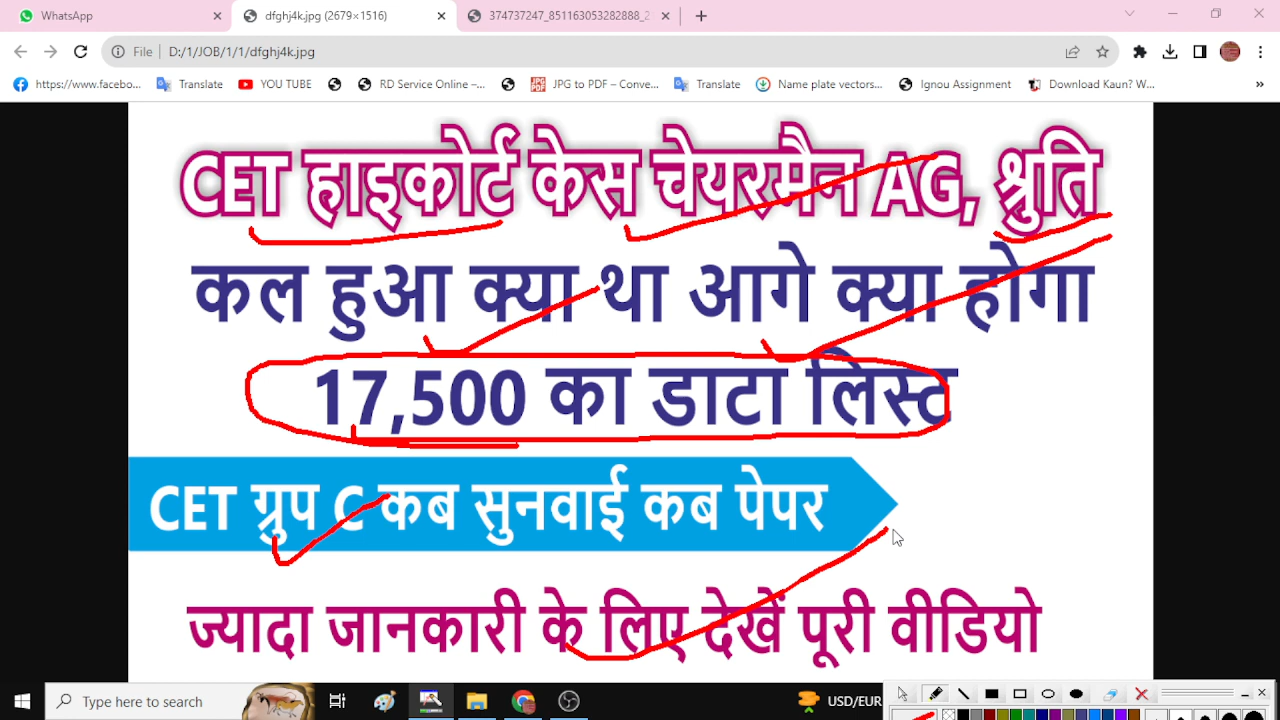 WhatsApp
dfghj4k.jpg (2679×1516)
374737247_851163053282888_2
File
D:/1/JOB/1/1/dfghj4k.jpg
https://www.facebo...
Translate
YOU TUBE
RD Service Online –...
JPG to PDF – Conve...
Translate
Name plate vectors...
Ignou Assignment
Download Kaun? W...
CET हाइकोर्ट केस चेयरमैन AG, श्रुति
कल हुआ क्या था आगे क्या होगा
17,500 का डाटा लिस्ट
CET ग्रुप C कब सुनवाई कब पेपर
ज्यादा जानकारी के लिए देखें पूरी वीडियो
Type here to search
USD/EUR